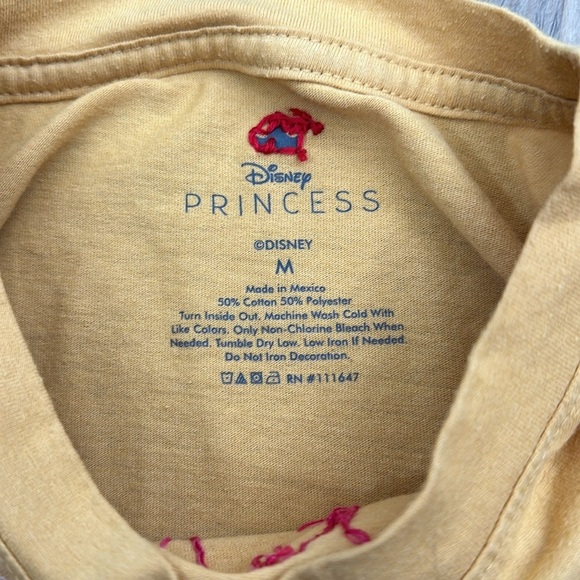 Disney
PRINCESS
©DISNEY
M
Made in Mexico
50% Cotton 50% Polyester
Turn Inside Out. Machine Wash Cold With
Like Colors. Only Non-Chlorine Bleach When
Needed. Tumble Dry Low. Low Iron If Needed.
Do Not Iron Decoration.
RN #111647